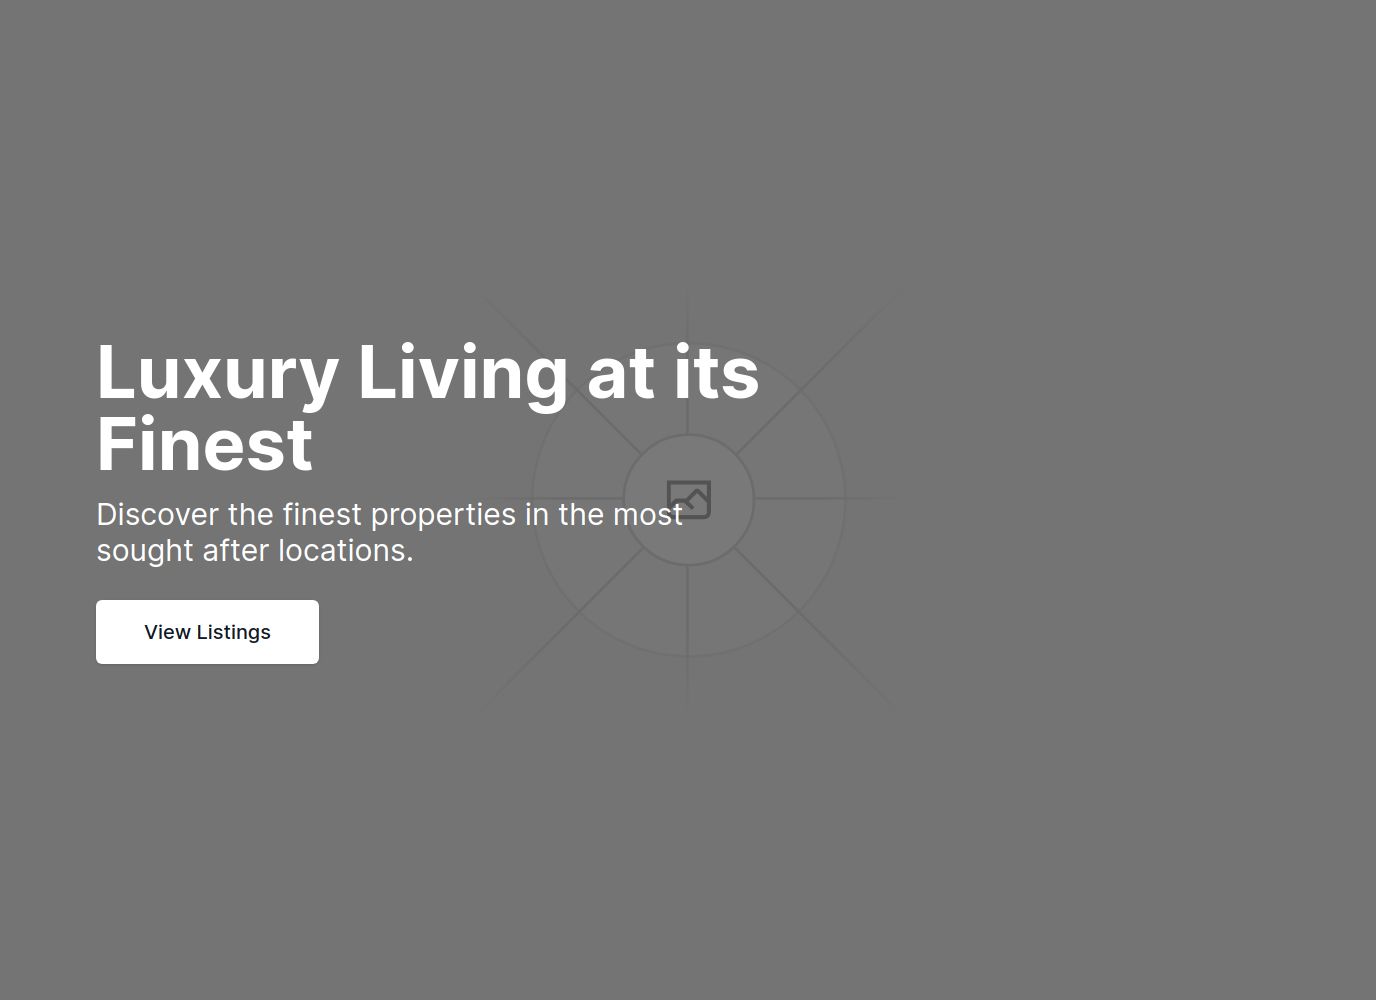 Luxury Living at its
Finest
Discover the finest properties in the most
sought after locations.
View Listings